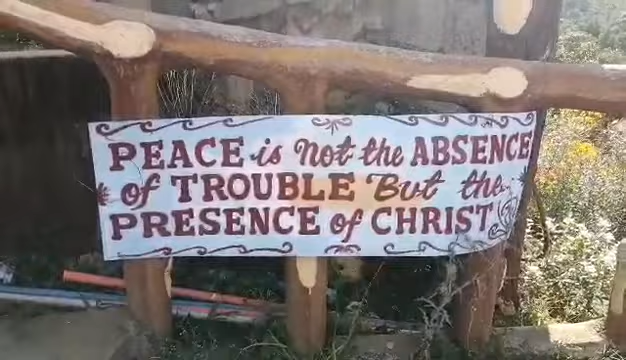 PEACE is Not the ABSENCE
of TROUBLE But the
PRESENCE of CHRIST